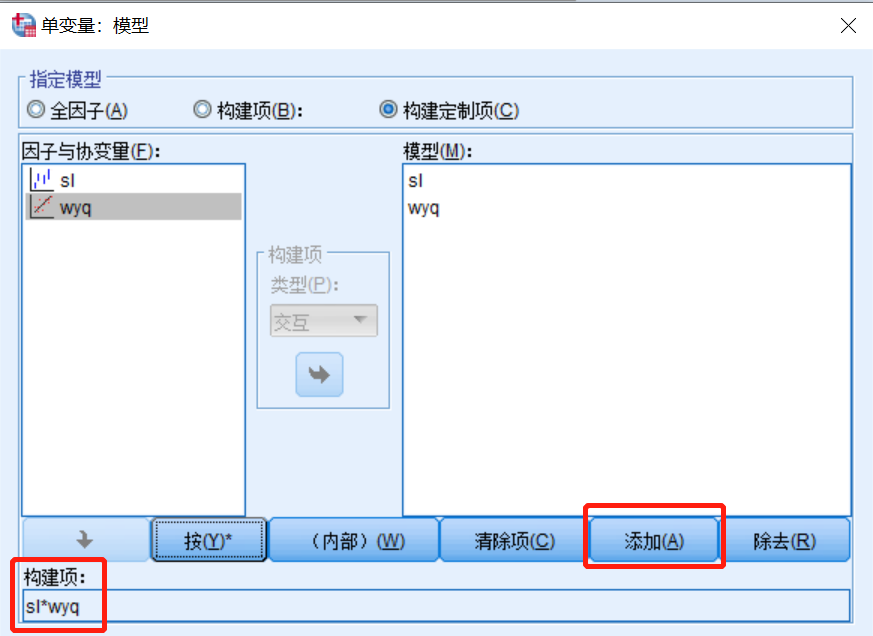 单变量：模型
指定模型
全因子(A) 构建项(B)： 构建定制项(C)
因子与协变量(F)： 模型(M)：
sl sl
wyq wyq
构建项
类型(P)：
交互
按(Y)* （内部）(W) 清除项(C) 添加(A) 除去(R)
构建项：
sl*wyq